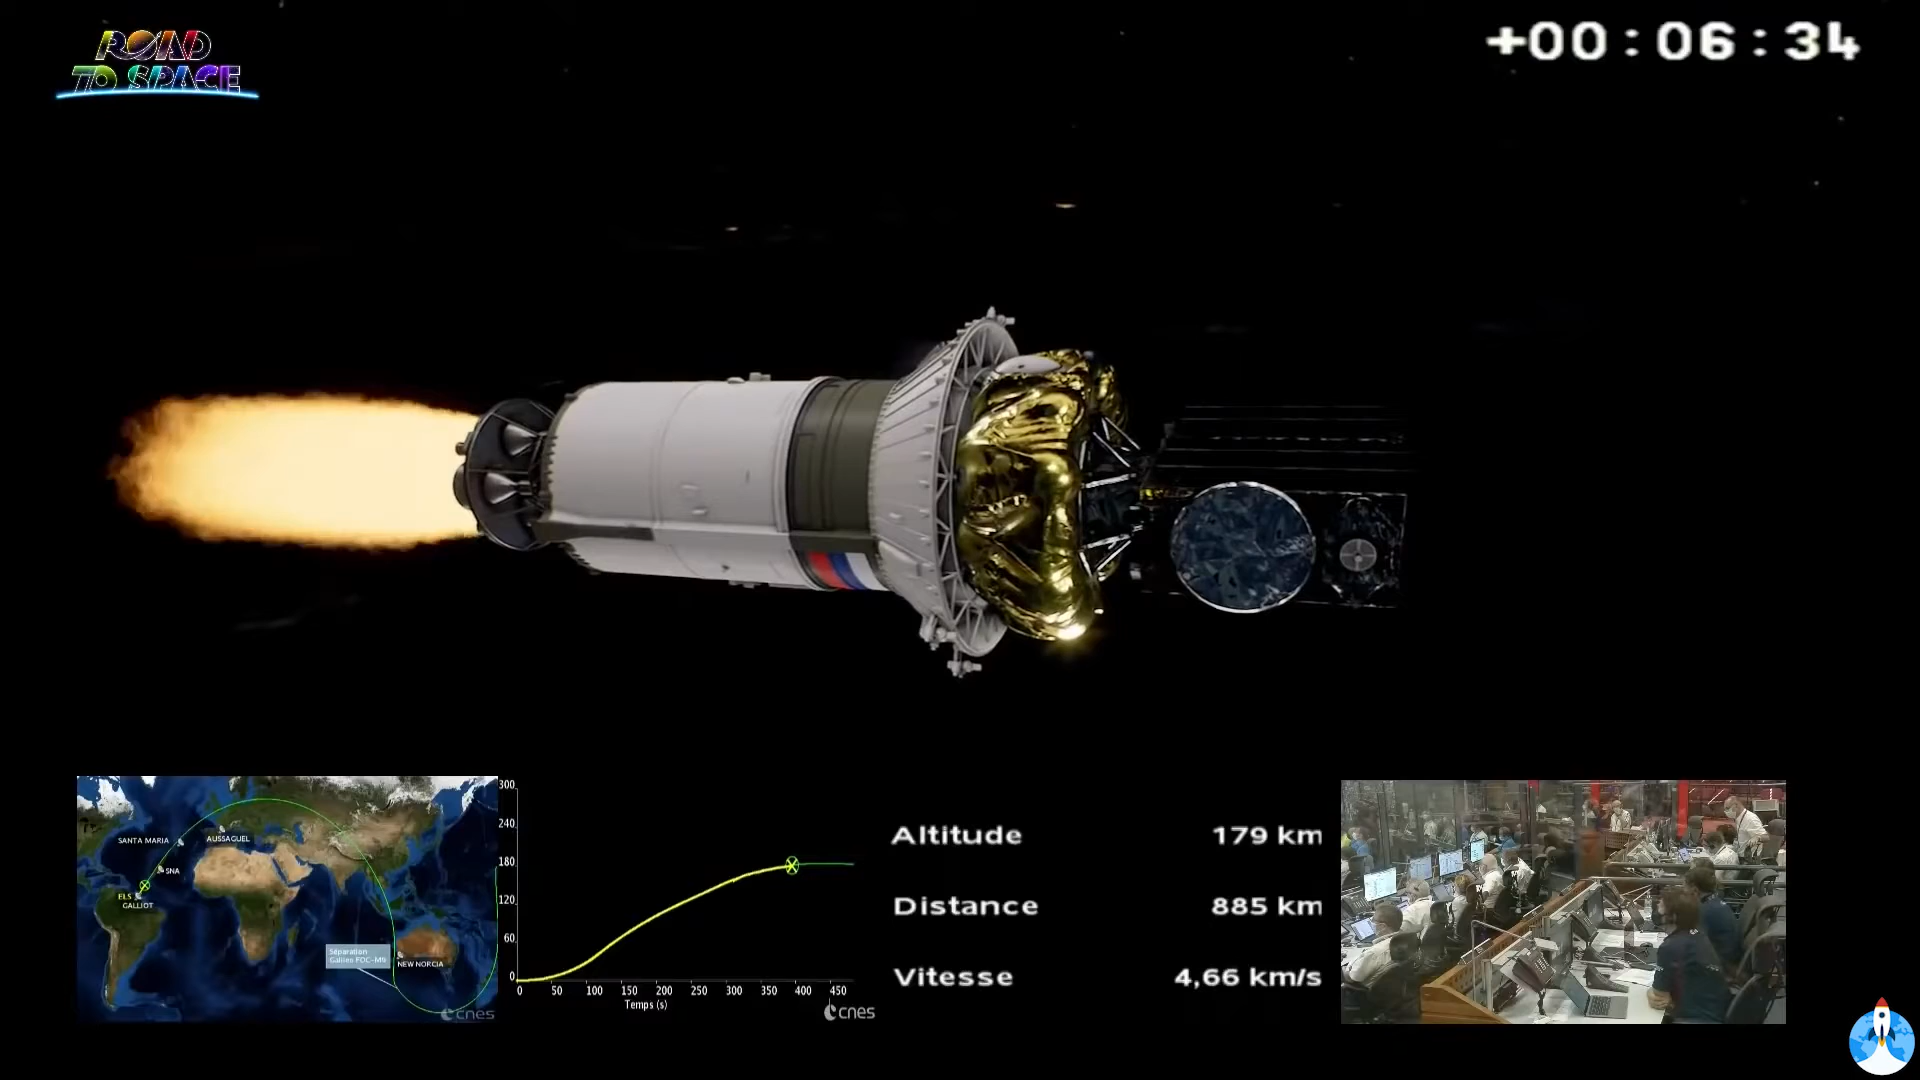 ROAD
TO SPACE
+00:06:34
SANTA MARIA
AUSSAGUEL
SNA
ELS
GALLIOT
Séparation
Galileo FOC-M9
NEW NORCIA
cnes
300
240
180
120
60
0
0 50 100 150 200 250 300 350 400 450
Temps (s)
cnes
Altitude 179 km
Distance 885 km
Vitesse 4,66 km/s